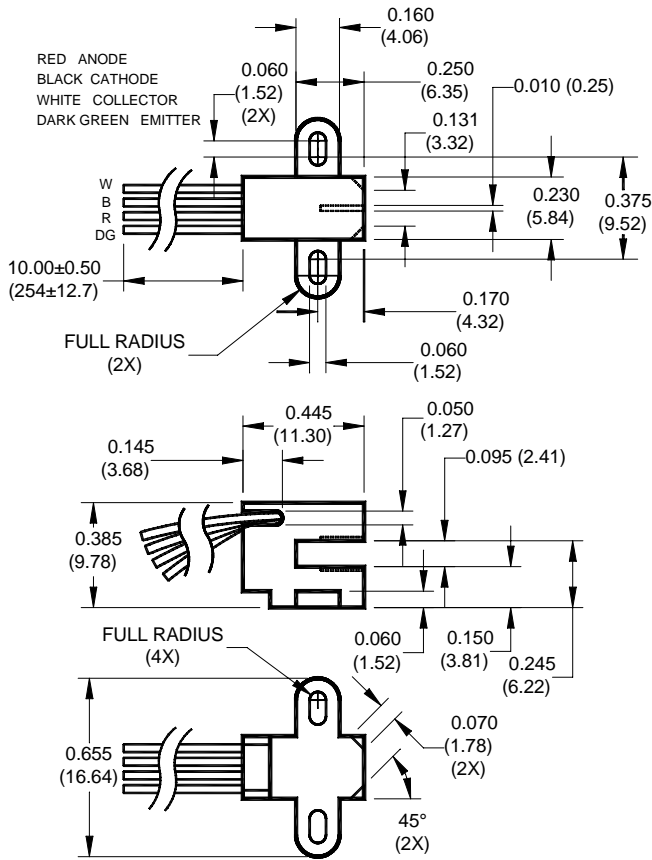 RED ANODE
BLACK CATHODE
WHITE COLLECTOR
DARK GREEN EMITTER
0.060
(1.52)
(2X)
0.160
(4.06)
0.250
(6.35)
0.010 (0.25)
0.131
(3.32)
W
B
R
DG
0.230
(5.84)
0.375
(9.52)
10.00±0.50
(254±12.7)
FULL RADIUS
(2X)
0.170
(4.32)
0.060
(1.52)
0.445
(11.30)
0.050
(1.27)
0.145
(3.68)
0.095 (2.41)
0.385
(9.78)
FULL RADIUS
(4X)
0.060
(1.52)
0.150
(3.81)
0.245
(6.22)
0.655
(16.64)
0.070
(1.78)
(2X)
45°
(2X)